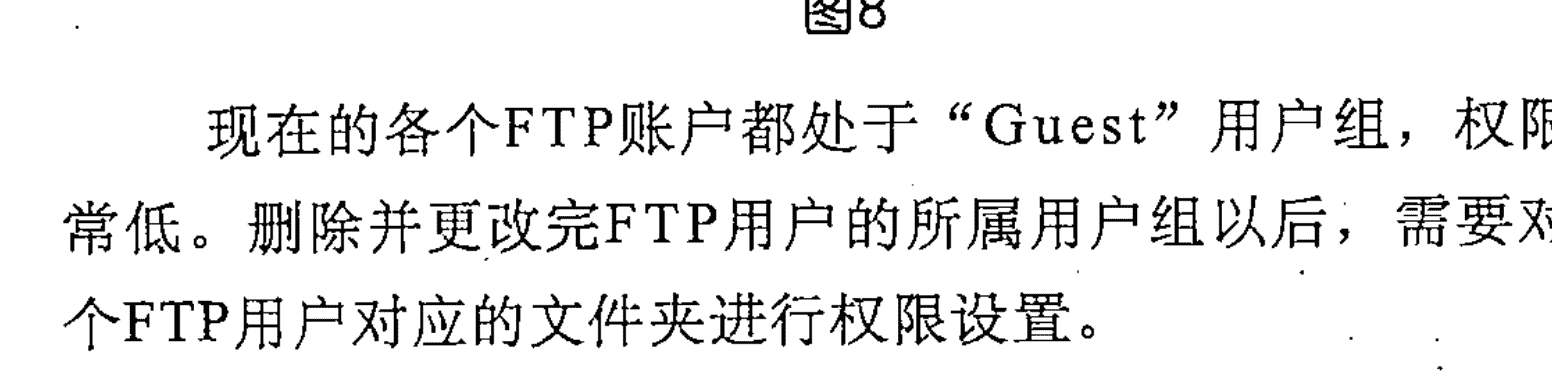 图8
现在的各个FTP账户都处于“Guest”用户组，权限
常低。删除并更改完FTP用户的所属用户组以后，需要对
个FTP用户对应的文件夹进行权限设置。